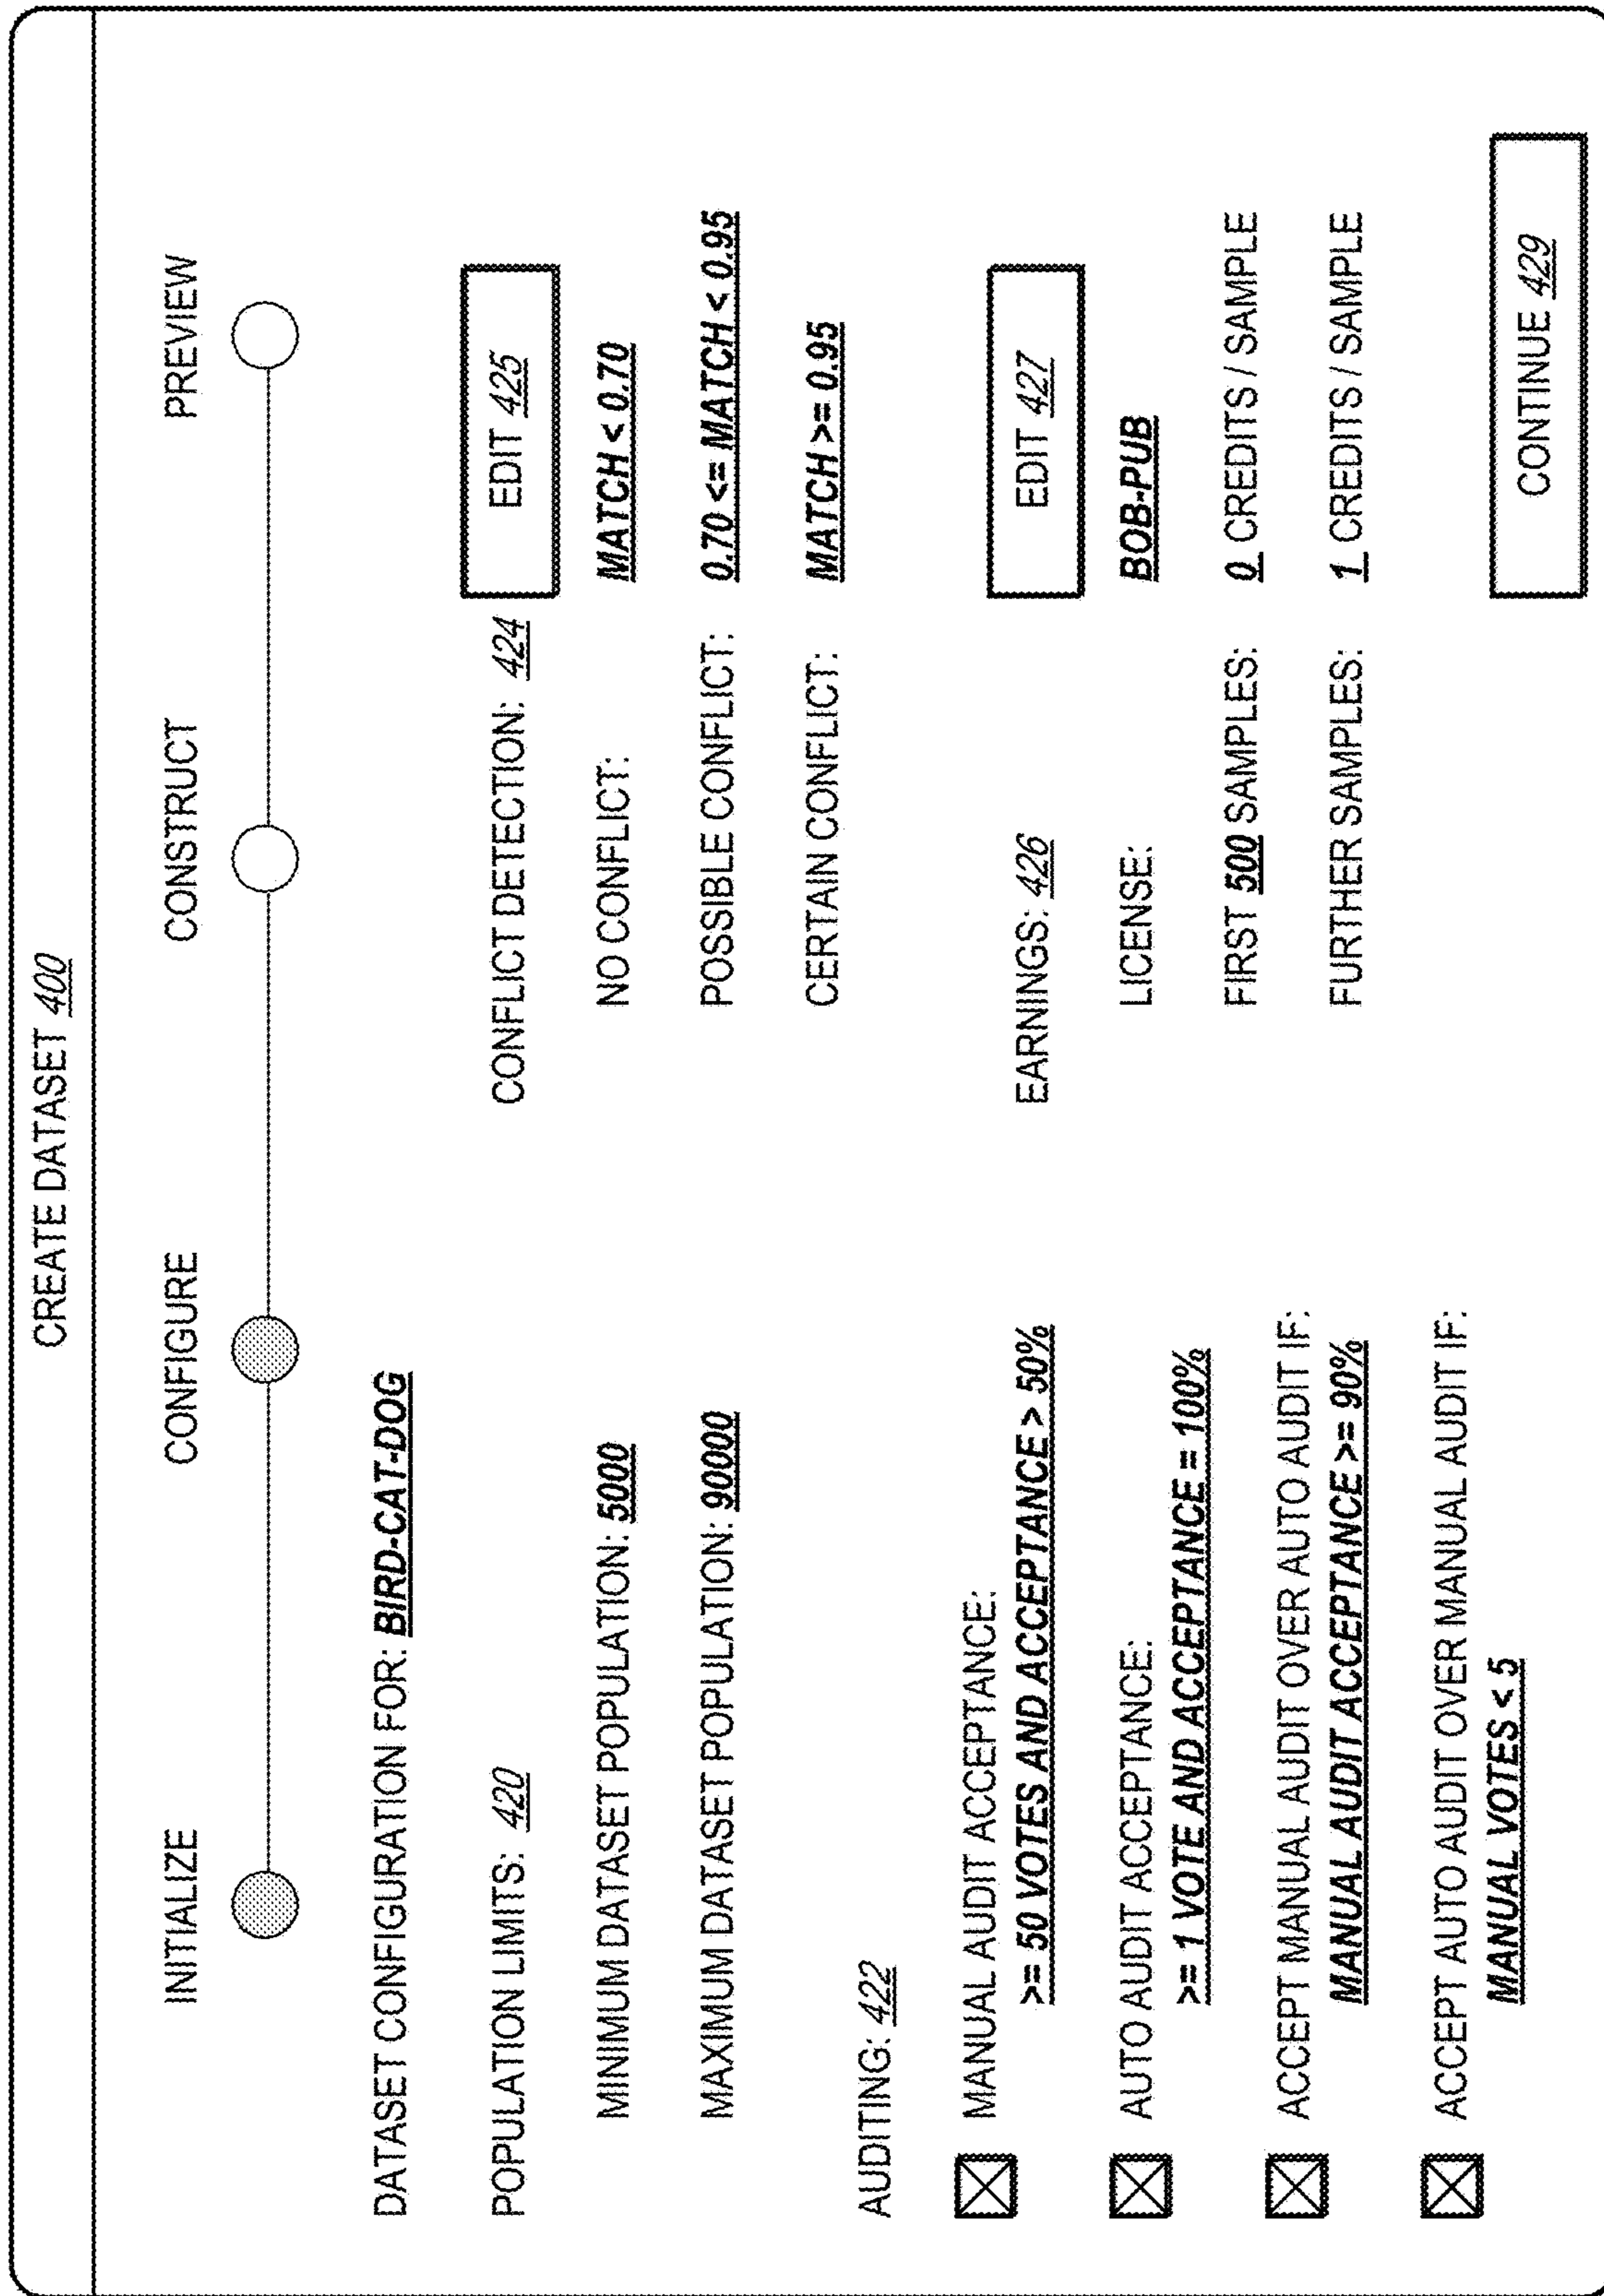 CREATE DATASET 400
INITIALIZE
CONFIGURE
CONSTRUCT
PREVIEW
DATASET CONFIGURATION FOR: BIRD-CAT-DOG
POPULATION LIMITS: 420
MINIMUM DATASET POPULATION: 5000
MAXIMUM DATASET POPULATION: 90000
AUDITING: 422
MANUAL AUDIT ACCEPTANCE:
>= 50 VOTES AND ACCEPTANCE > 50%
AUTO AUDIT ACCEPTANCE:
>= 1 VOTE AND ACCEPTANCE = 100%
ACCEPT MANUAL AUDIT OVER AUTO AUDIT IF:
MANUAL AUDIT ACCEPTANCE >= 90%
ACCEPT AUTO AUDIT OVER MANUAL AUDIT IF:
MANUAL VOTES < 5
CONFLICT DETECTION: 424
EDIT 425
NO CONFLICT: MATCH < 0.70
POSSIBLE CONFLICT: 0.70 <= MATCH < 0.95
CERTAIN CONFLICT: MATCH >= 0.95
EARNINGS: 426
EDIT 427
LICENSE: BOB-PUB
FIRST 500 SAMPLES: 0 CREDITS / SAMPLE
FURTHER SAMPLES: 1 CREDITS / SAMPLE
CONTINUE 429